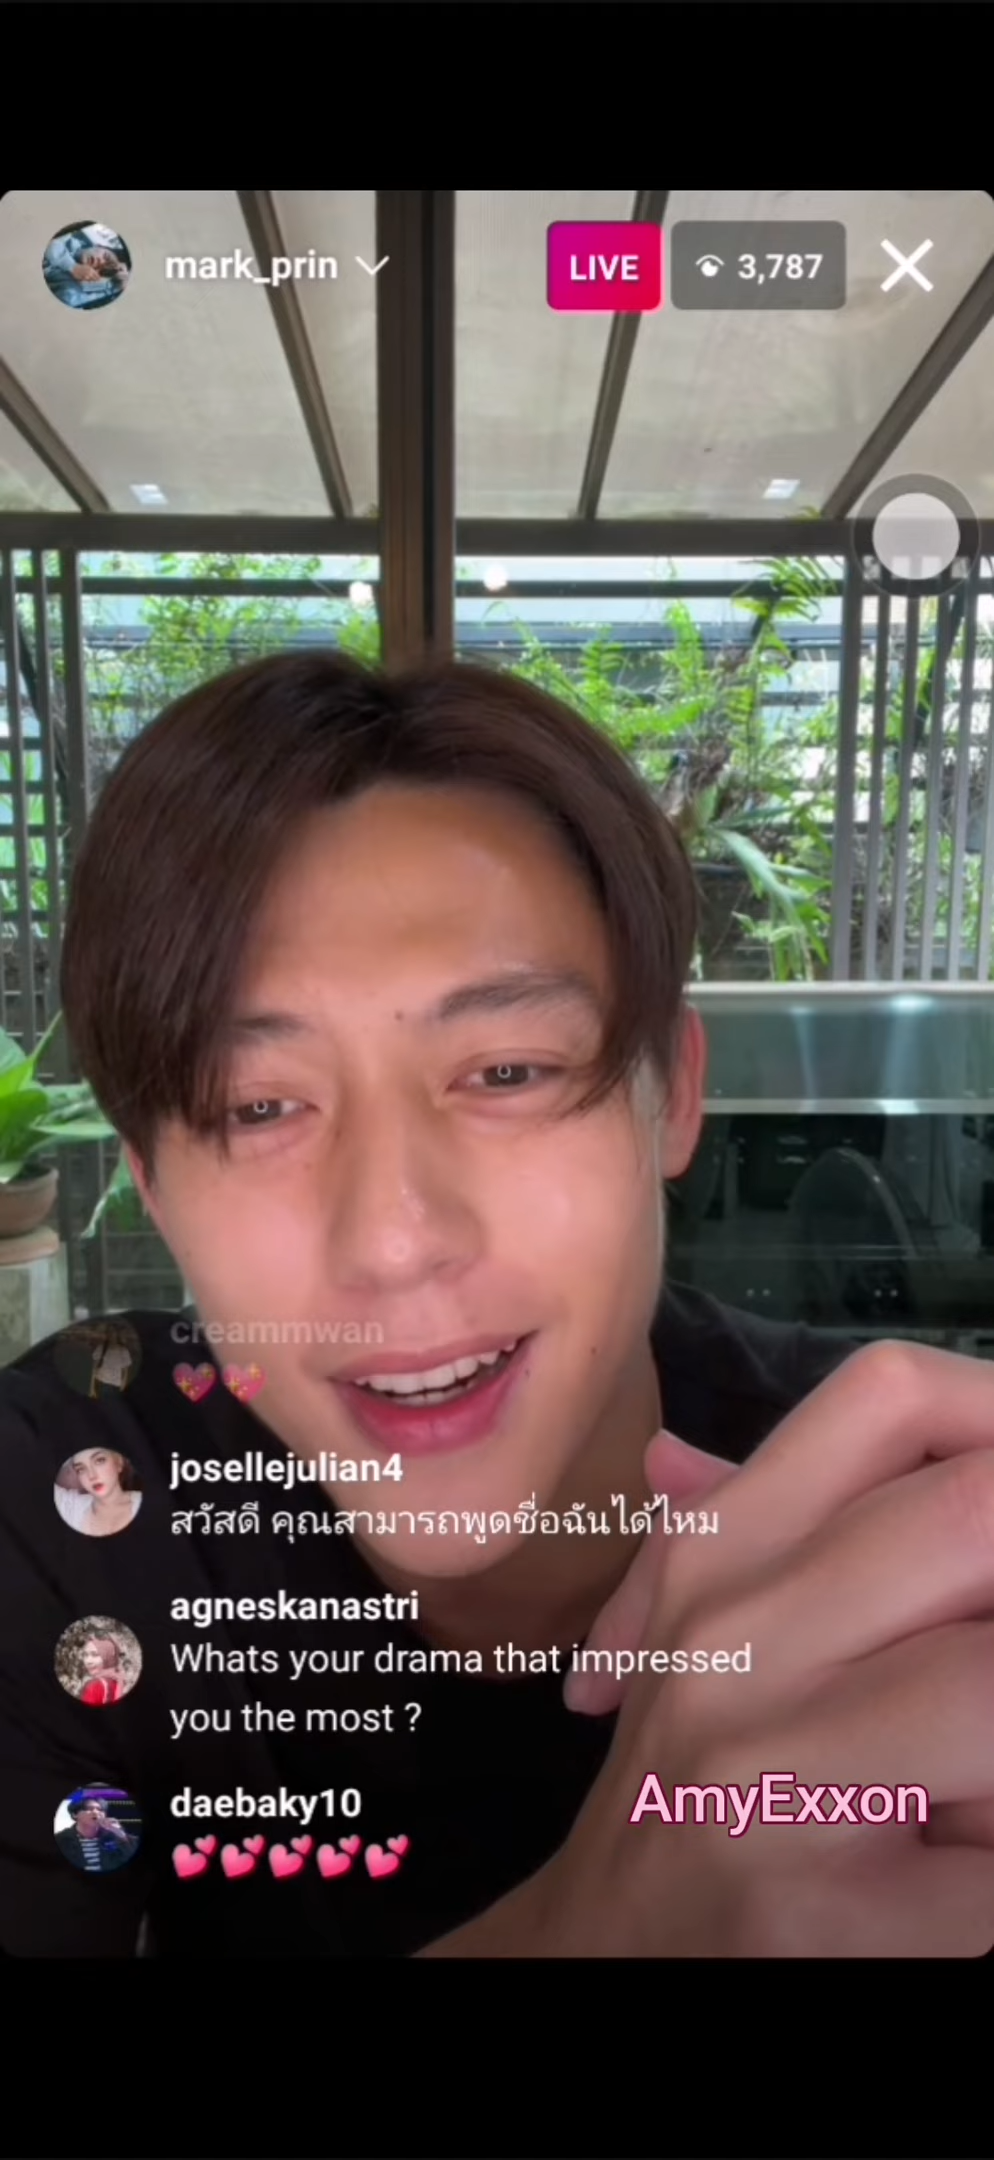 mark_prin
LIVE
3,787
creammwan
💖💖
josellejulian4
สวัสดี คุณสามารถพูดชื่อฉันได้ไหม
agneskanastri
Whats your drama that impressed
you the most ?
AmyExxon
daebaky10
💕💕💕💕💕